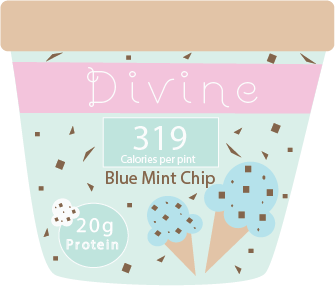 Divine
319
Calories per pint
Blue Mint Chip
20g
Protein